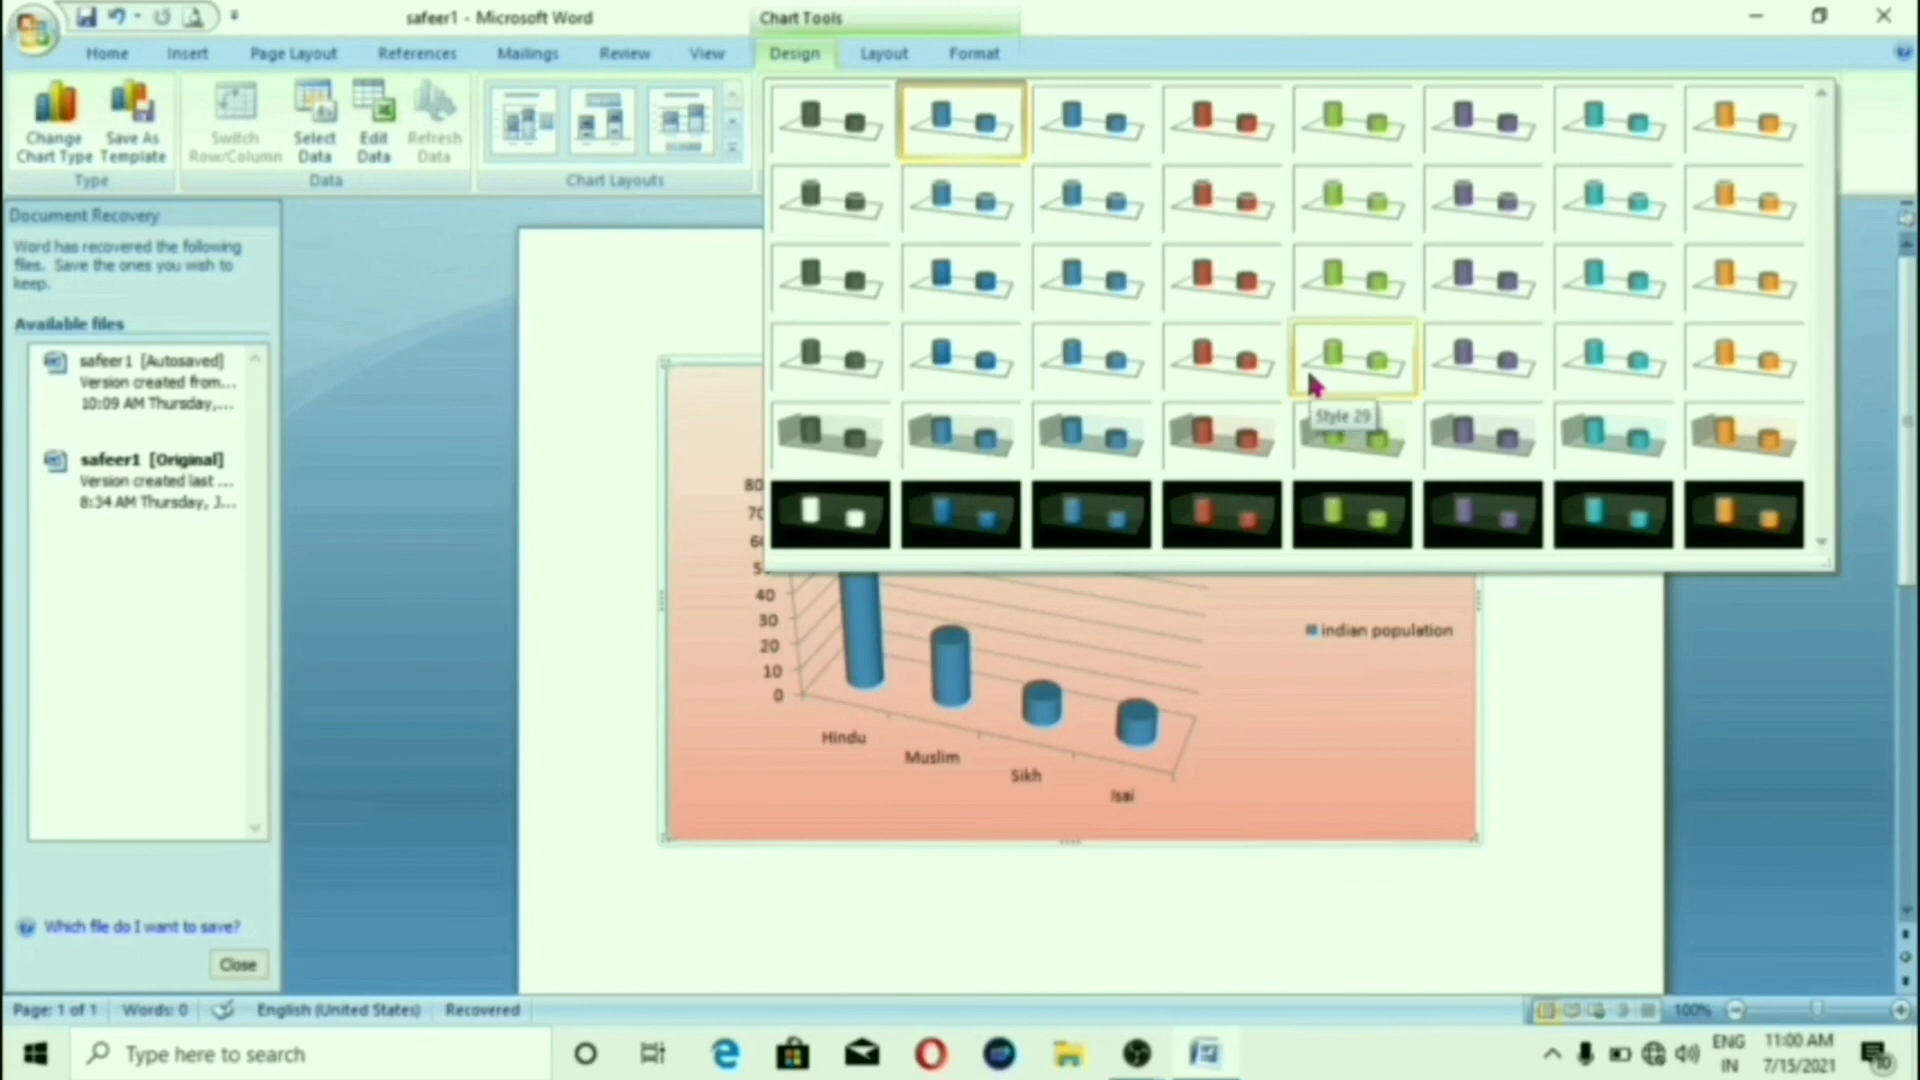 safeer1 - Microsoft Word
Chart Tools
Home Insert Page Layout References Mailings Review View Design Layout Format
Change Chart Type
Save As Template
Switch Row/Column
Select Data
Edit Data
Refresh Data
Type
Data
Chart Layouts
Document Recovery
Word has recovered the following
files. Save the ones you wish to
keep.
Available files
safeer1 [Autosaved]
Version created from...
10:09 AM Thursday,...
safeer1 [Original]
Version created last ...
8:34 AM Thursday, J...
Which file do I want to save?
Close
Style 29
80
40
30
20
10
0
Hindu
Muslim
Sikh
Isai
indian population
Page: 1 of 1 Words: 0 English (United States) Recovered 100%
Type here to search
ENG
IN
11:00 AM
7/15/2021
10